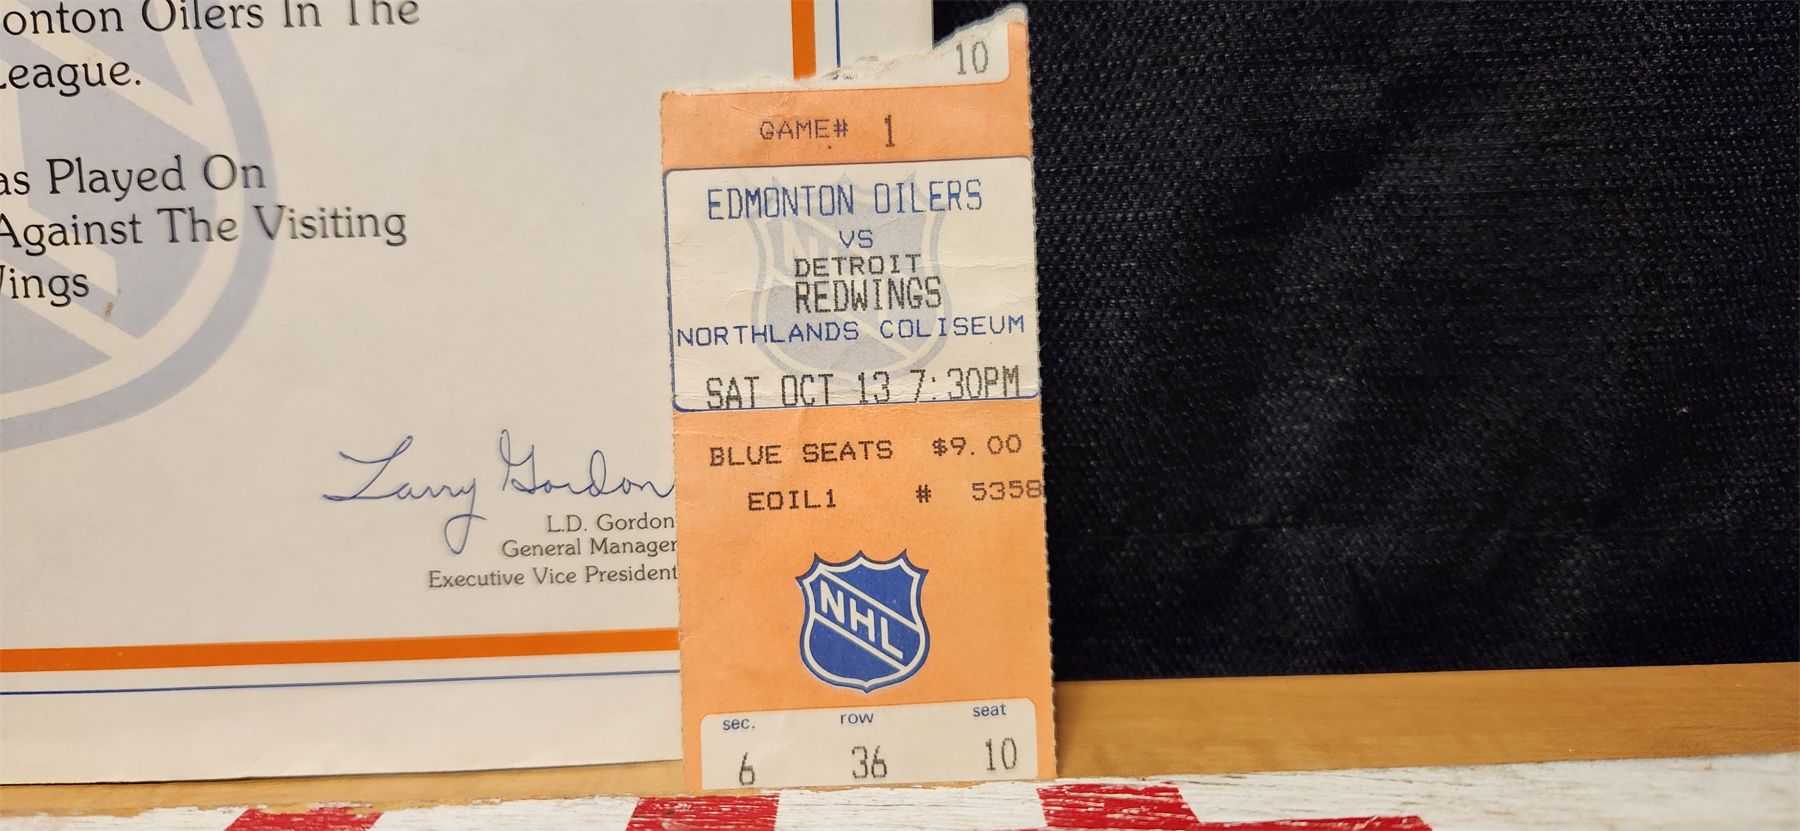 onton Oilers In The
League.
as Played On
Against The Visiting
ings
Larry Gordon
L.D. Gordon
General Manager
Executive Vice President
10
GAME# 1
EDMONTON OILERS
VS
DETROIT
REDWINGS
NORTHLANDS COLISEUM
SAT OCT 13 7:30PM
BLUE SEATS $9.00
EOIL1 # 5358
NHL
sec. row seat
6 36 10